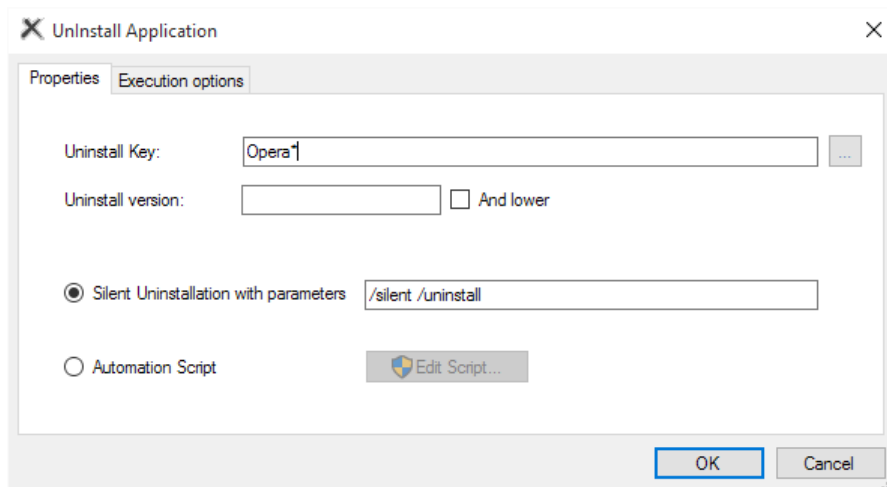 UnInstall Application
Properties
Execution options
Uninstall Key:
Opera*
...
Uninstall version:
And lower
Silent Uninstallation with parameters
/silent /uninstall
Automation Script
Edit Script...
OK
Cancel